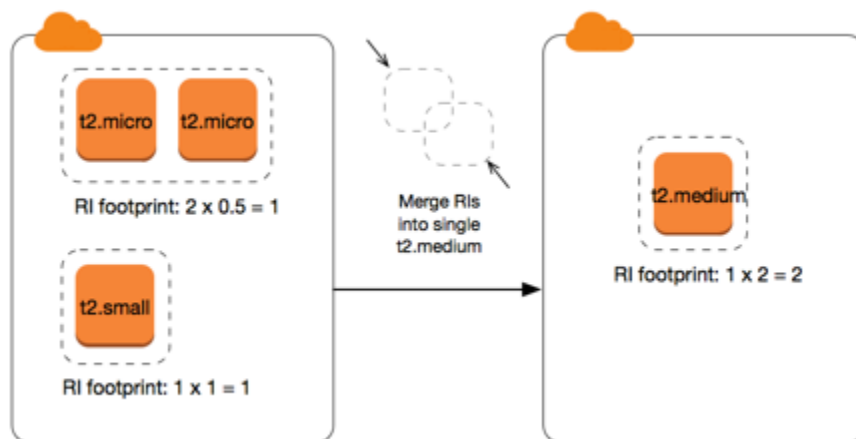 t2.micro t2.micro
RI footprint: 2 x 0.5 = 1
t2.small
RI footprint: 1 x 1 = 1
Merge RIs
into single
t2.medium
t2.medium
RI footprint: 1 x 2 = 2